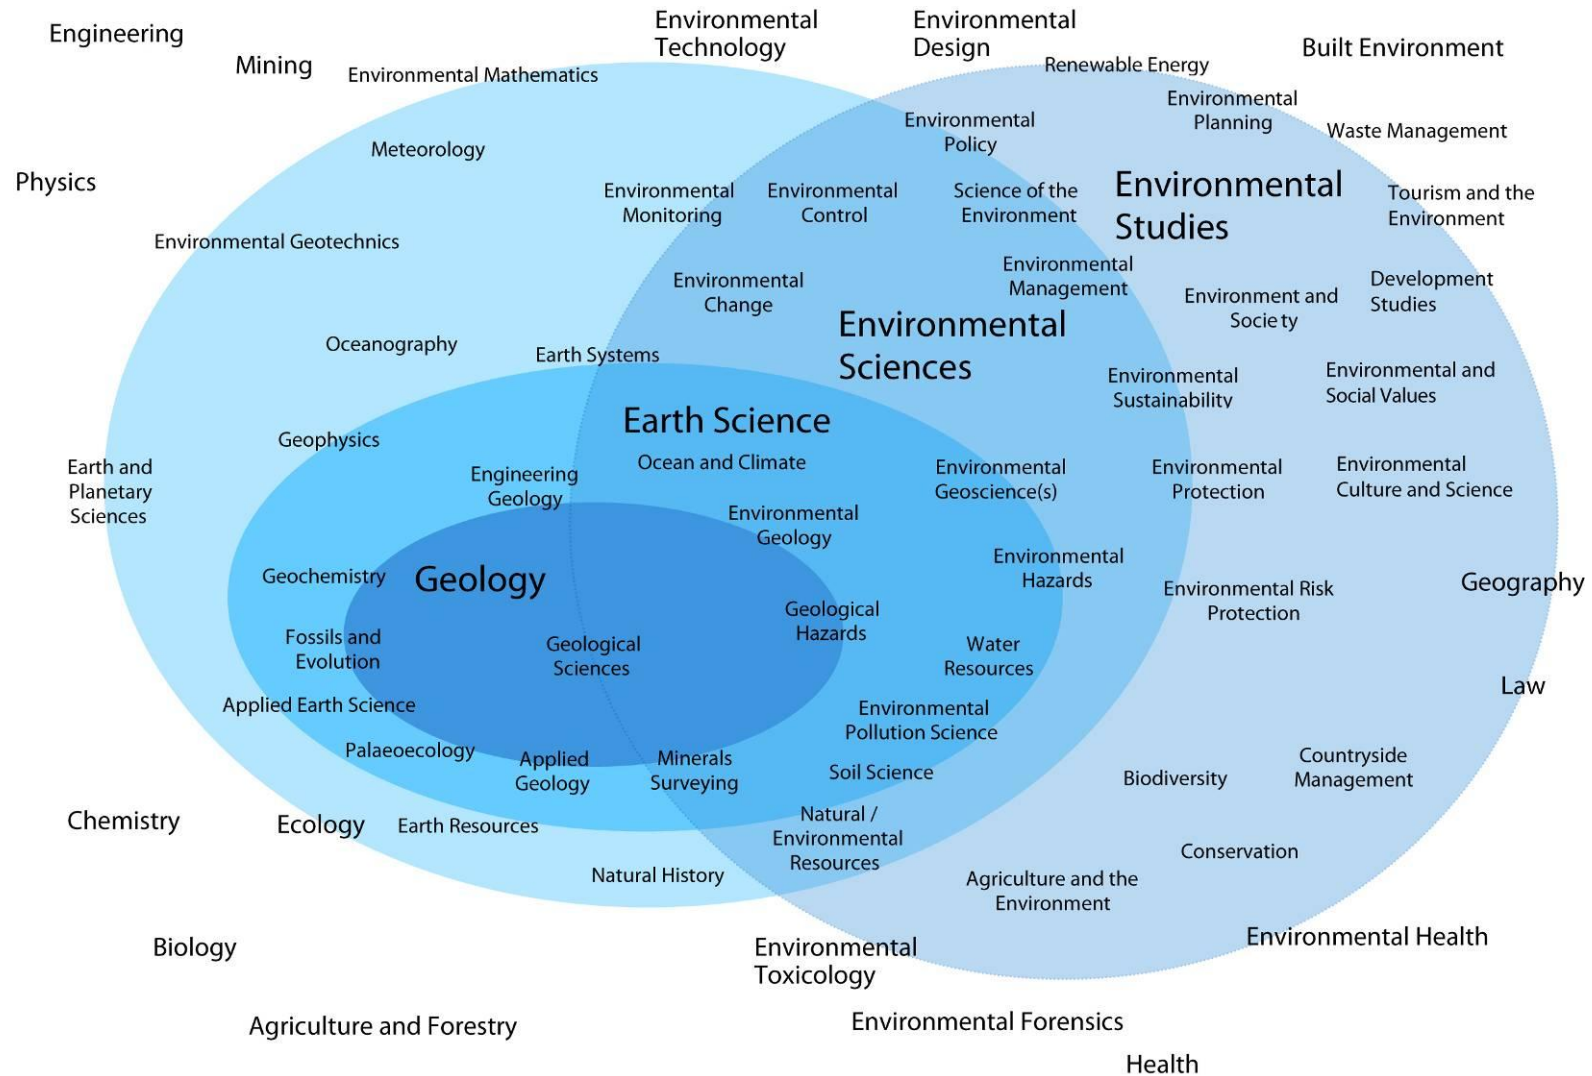 Engineering
Mining
Environmental Mathematics
Environmental
Technology
Environmental
Design
Renewable Energy
Built Environment
Environmental
Planning
Waste Management
Environmental
Policy
Meteorology
Physics
Environmental
Monitoring
Environmental
Control
Science of the
Environment
Environmental
Studies
Tourism and the
Environment
Environmental Geotechnics
Environmental
Change
Environmental
Management
Environment and
Society
Development
Studies
Environmental
Sciences
Oceanography
Earth Systems
Environmental
Sustainability
Environmental and
Social Values
Earth Science
Geophysics
Ocean and Climate
Earth and
Planetary
Sciences
Engineering
Geology
Environmental
Geoscience(s)
Environmental
Protection
Environmental
Culture and Science
Environmental
Geology
Geochemistry
Geology
Environmental
Hazards
Environmental Risk
Protection
Geography
Fossils and
Evolution
Geological
Sciences
Geological
Hazards
Water
Resources
Law
Applied Earth Science
Environmental
Pollution Science
Palaeoecology
Applied
Geology
Minerals
Surveying
Soil Science
Biodiversity
Countryside
Management
Chemistry
Ecology
Earth Resources
Natural /
Environmental
Resources
Conservation
Natural History
Agriculture and the
Environment
Biology
Environmental
Toxicology
Environmental Health
Agriculture and Forestry
Environmental Forensics
Health